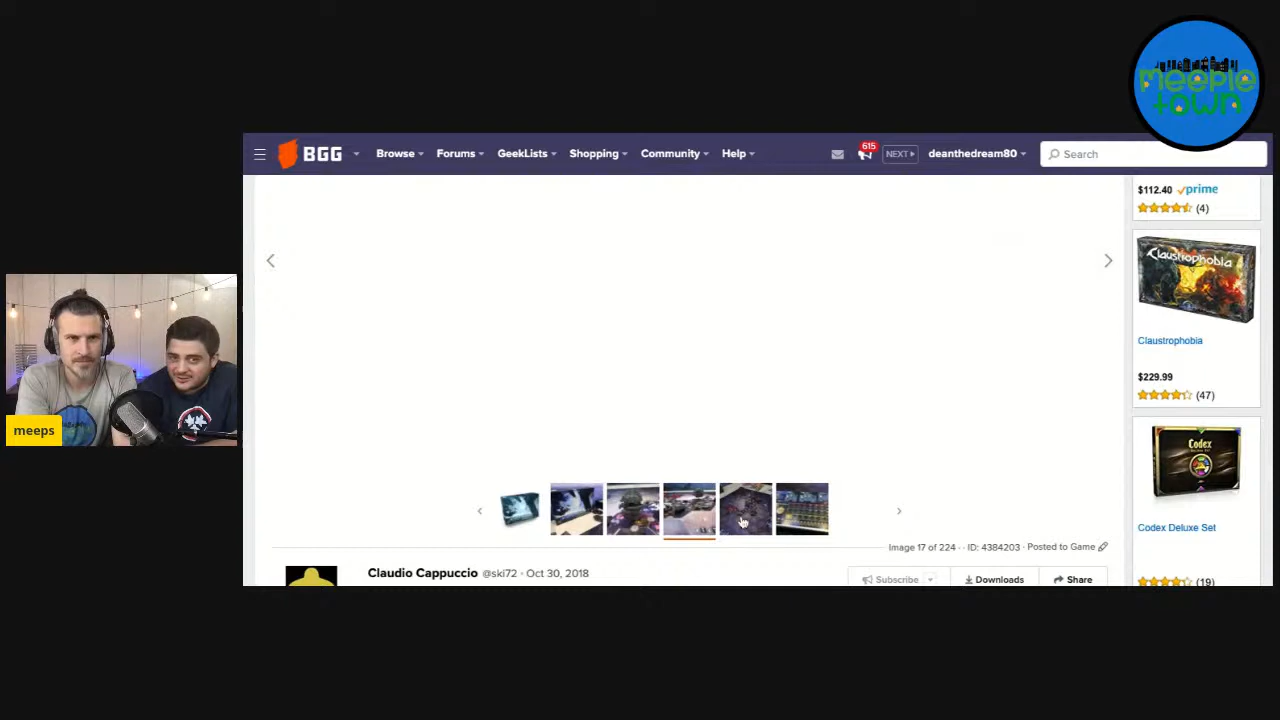 meeple
town
BGG
Browse
Forums
GeekLists
Shopping
Community
Help
615
NEXT
deanthedream80
Search
$112.40 prime
(4)
Claustrophobia
Claustrophobia
$229.99
(47)
Codex
Codex Deluxe Set
(19)
meeps
Image 17 of 224 · · ID: 4384203 · Posted to Game
Claudio Cappuccio @ski72 · Oct 30, 2018
Subscribe
Downloads
Share